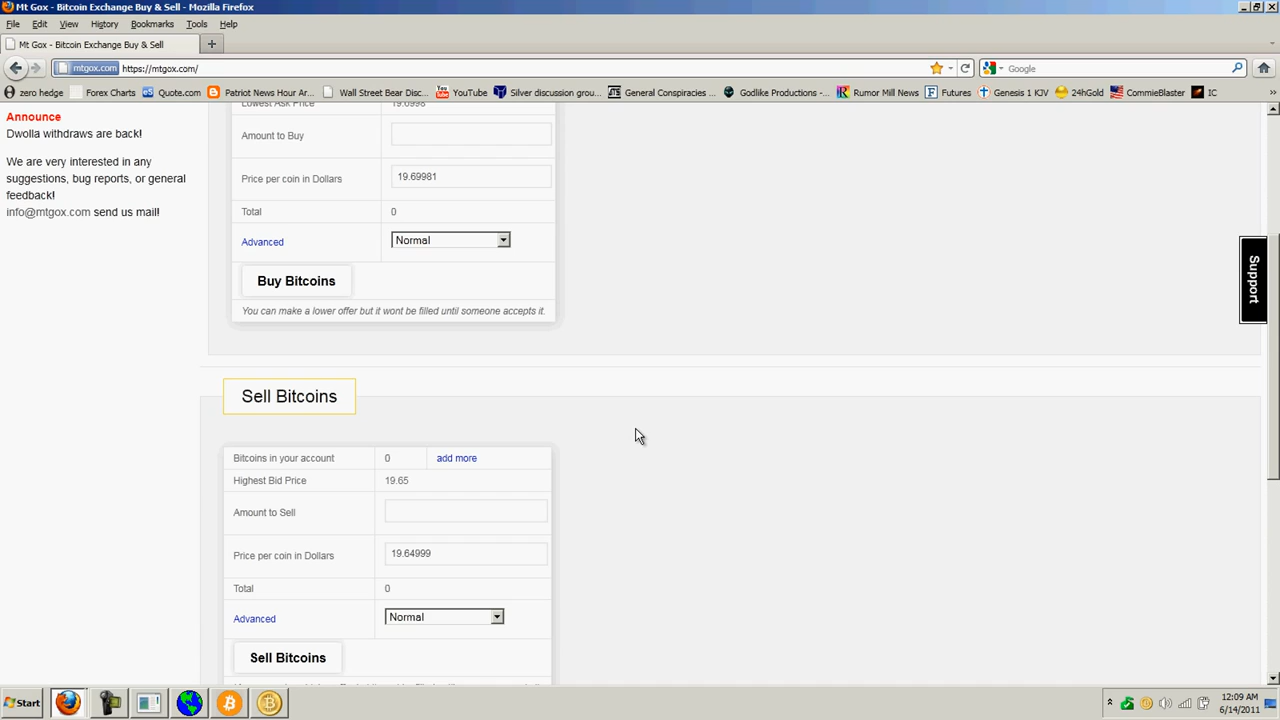 Mt Gox - Bitcoin Exchange Buy & Sell - Mozilla Firefox
File Edit View History Bookmarks Tools Help
Mt Gox - Bitcoin Exchange Buy & Sell
mtgox.com https://mtgox.com/ Google
zero hedge Forex Charts Quote.com Patriot News Hour Ar... Wall Street Bear Disc... YouTube Silver discussion grou... General Conspiracies ... Godlike Productions -... Rumor Mill News Futures Genesis 1 KJV 24hGold CommieBlaster IC
Announce
Dwolla withdraws are back!
We are very interested in any
suggestions, bug reports, or general
feedback!
info@mtgox.com send us mail!
Lowest Ask Price 19.6998
Amount to Buy
Price per coin in Dollars 19.69981
Total 0
Advanced Normal
Buy Bitcoins
You can make a lower offer but it wont be filled until someone accepts it.
Support
Sell Bitcoins
Bitcoins in your account 0 add more
Highest Bid Price 19.65
Amount to Sell
Price per coin in Dollars 19.64999
Total 0
Advanced Normal
Sell Bitcoins
Start
12:09 AM
6/14/2011